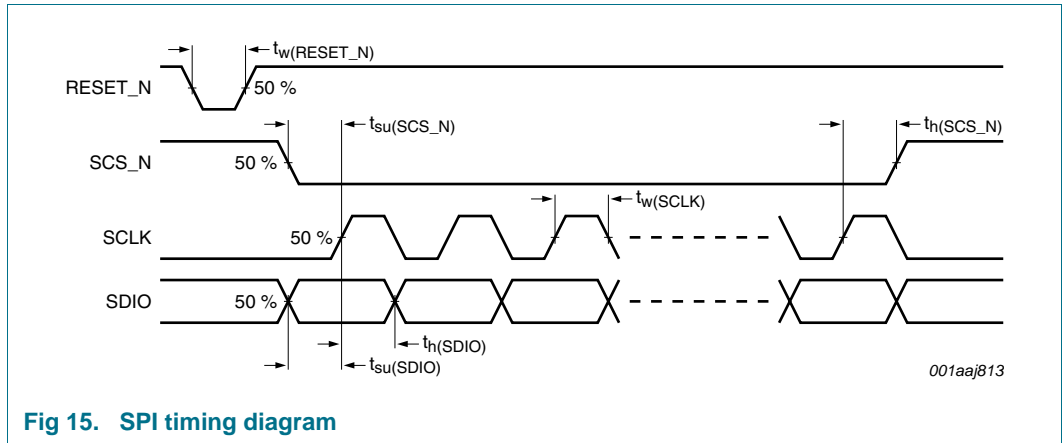 tw(RESET_N)
RESET_N
50 %
tsu(SCS_N)
th(SCS_N)
SCS_N
50 %
tw(SCLK)
SCLK
50 %
SDIO
50 %
th(SDIO)
tsu(SDIO)
001aaj813
Fig 15. SPI timing diagram